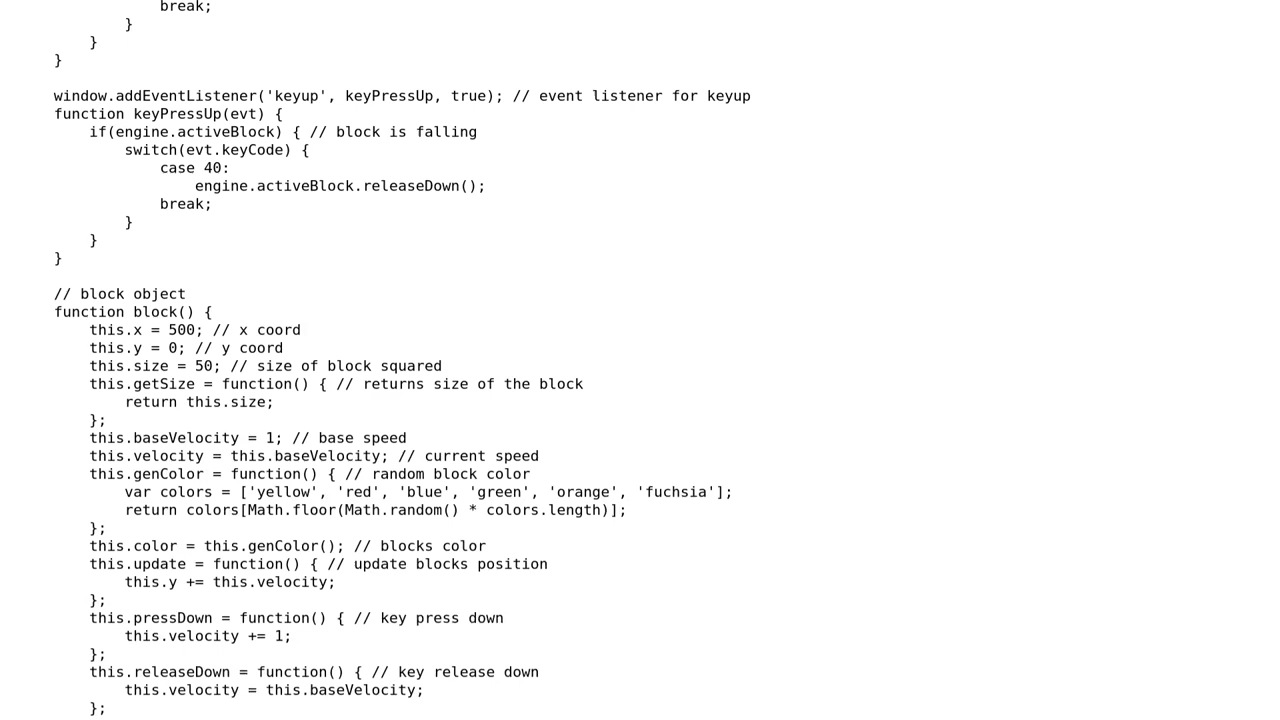 break;
}
}
}
window.addEventListener('keyup', keyPressUp, true); // event listener for keyup
function keyPressUp(evt) {
if(engine.activeBlock) { // block is falling
switch(evt.keyCode) {
case 40:
engine.activeBlock.releaseDown();
break;
}
}
}
// block object
function block() {
this.x = 500; // x coord
this.y = 0; // y coord
this.size = 50; // size of block squared
this.getSize = function() { // returns size of the block
return this.size;
};
this.baseVelocity = 1; // base speed
this.velocity = this.baseVelocity; // current speed
this.genColor = function() { // random block color
var colors = ['yellow', 'red', 'blue', 'green', 'orange', 'fuchsia'];
return colors[Math.floor(Math.random() * colors.length)];
};
this.color = this.genColor(); // blocks color
this.update = function() { // update blocks position
this.y += this.velocity;
};
this.pressDown = function() { // key press down
this.velocity += 1;
};
this.releaseDown = function() { // key release down
this.velocity = this.baseVelocity;
};